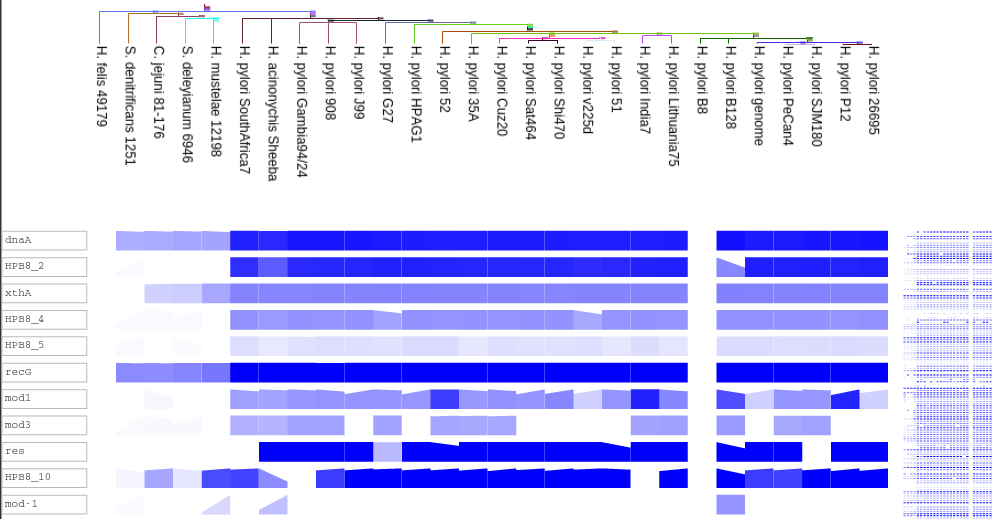 H. felis 49179
S. denitrificans 1251
C. jejuni 81-176
S. deleyianum 6946
H. mustelae 12198
H. pylori SouthAfrica7
H. acinonychis Sheeba
H. pylori Gambia94/24
H. pylori 908
H. pylori J99
H. pylori G27
H. pylori HPAG1
H. pylori 52
H. pylori 35A
H. pylori Cuz20
H. pylori Sat464
H. pylori Shi470
H. pylori v225d
H. pylori 51
H. pylori India7
H. pylori Lithuania75
H. pylori B8
H. pylori B128
H. pylori genome
H. pylori PeCan4
H. pylori SJM180
H. pylori P12
H. pylori 26695
dnaA
HPB8_2
xthA
HPB8_4
HPB8_5
recG
mod1
mod3
res
HPB8_10
mod-1